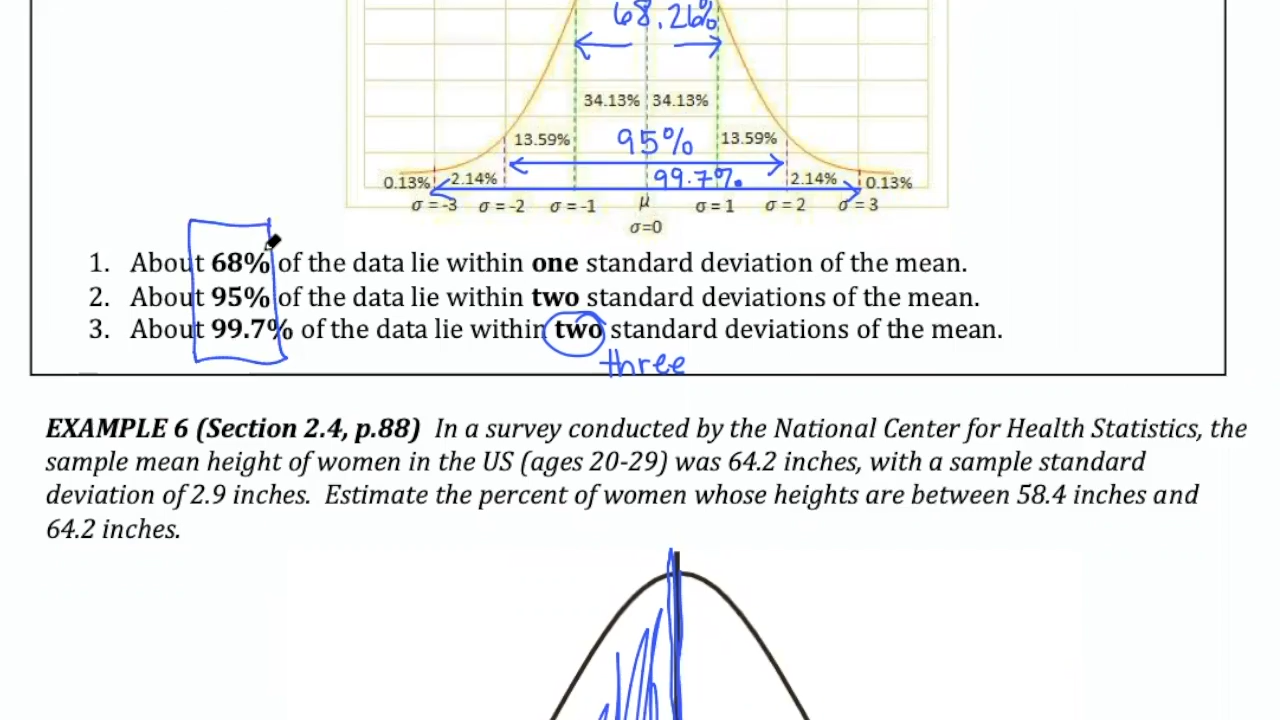 68.26%
34.13% 34.13%
13.59% 95% 13.59%
99.7%
0.13% 2.14% 2.14% 0.13%
σ = -3 σ = -2 σ = -1 μ σ = 1 σ = 2 σ = 3
σ=0
1. About 68% of the data lie within one standard deviation of the mean.
2. About 95% of the data lie within two standard deviations of the mean.
3. About 99.7% of the data lie within two standard deviations of the mean.
three
EXAMPLE 6 (Section 2.4, p.88) In a survey conducted by the National Center for Health Statistics, the
sample mean height of women in the US (ages 20-29) was 64.2 inches, with a sample standard
deviation of 2.9 inches. Estimate the percent of women whose heights are between 58.4 inches and
64.2 inches.